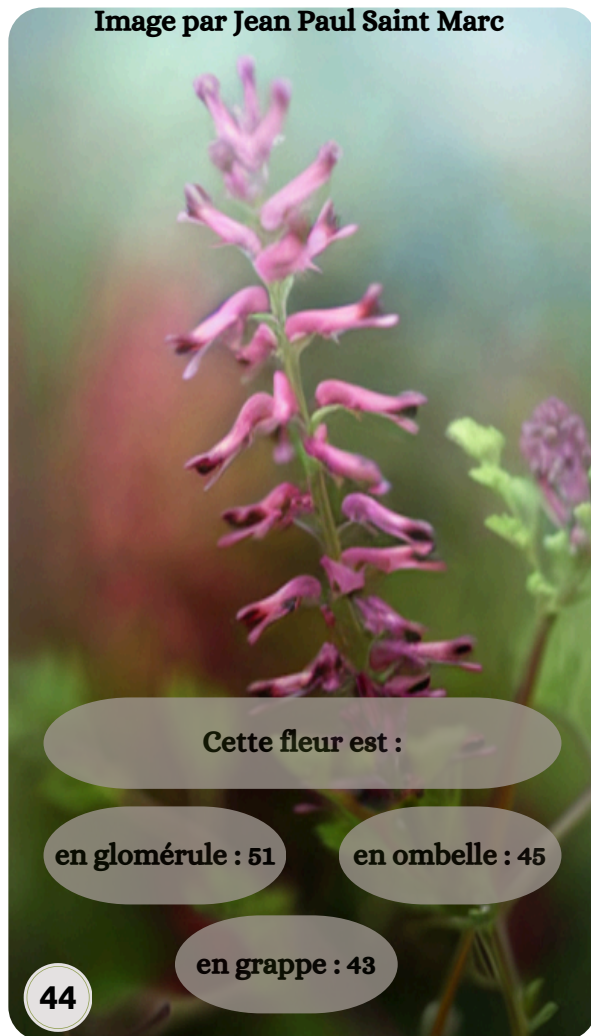 Image par Jean Paul Saint Marc
Cette fleur est :
en glomérule : 51
en ombelle : 45
en grappe : 43
44